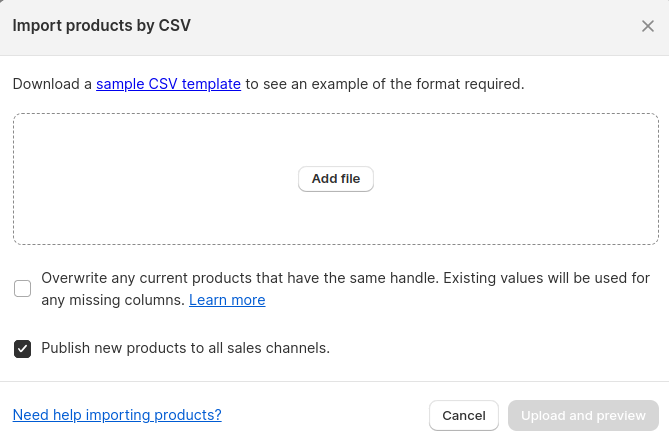 Import products by CSV
Download a sample CSV template to see an example of the format required.
Add file
Overwrite any current products that have the same handle. Existing values will be used for
any missing columns. Learn more
Publish new products to all sales channels.
Need help importing products?
Cancel
Upload and preview